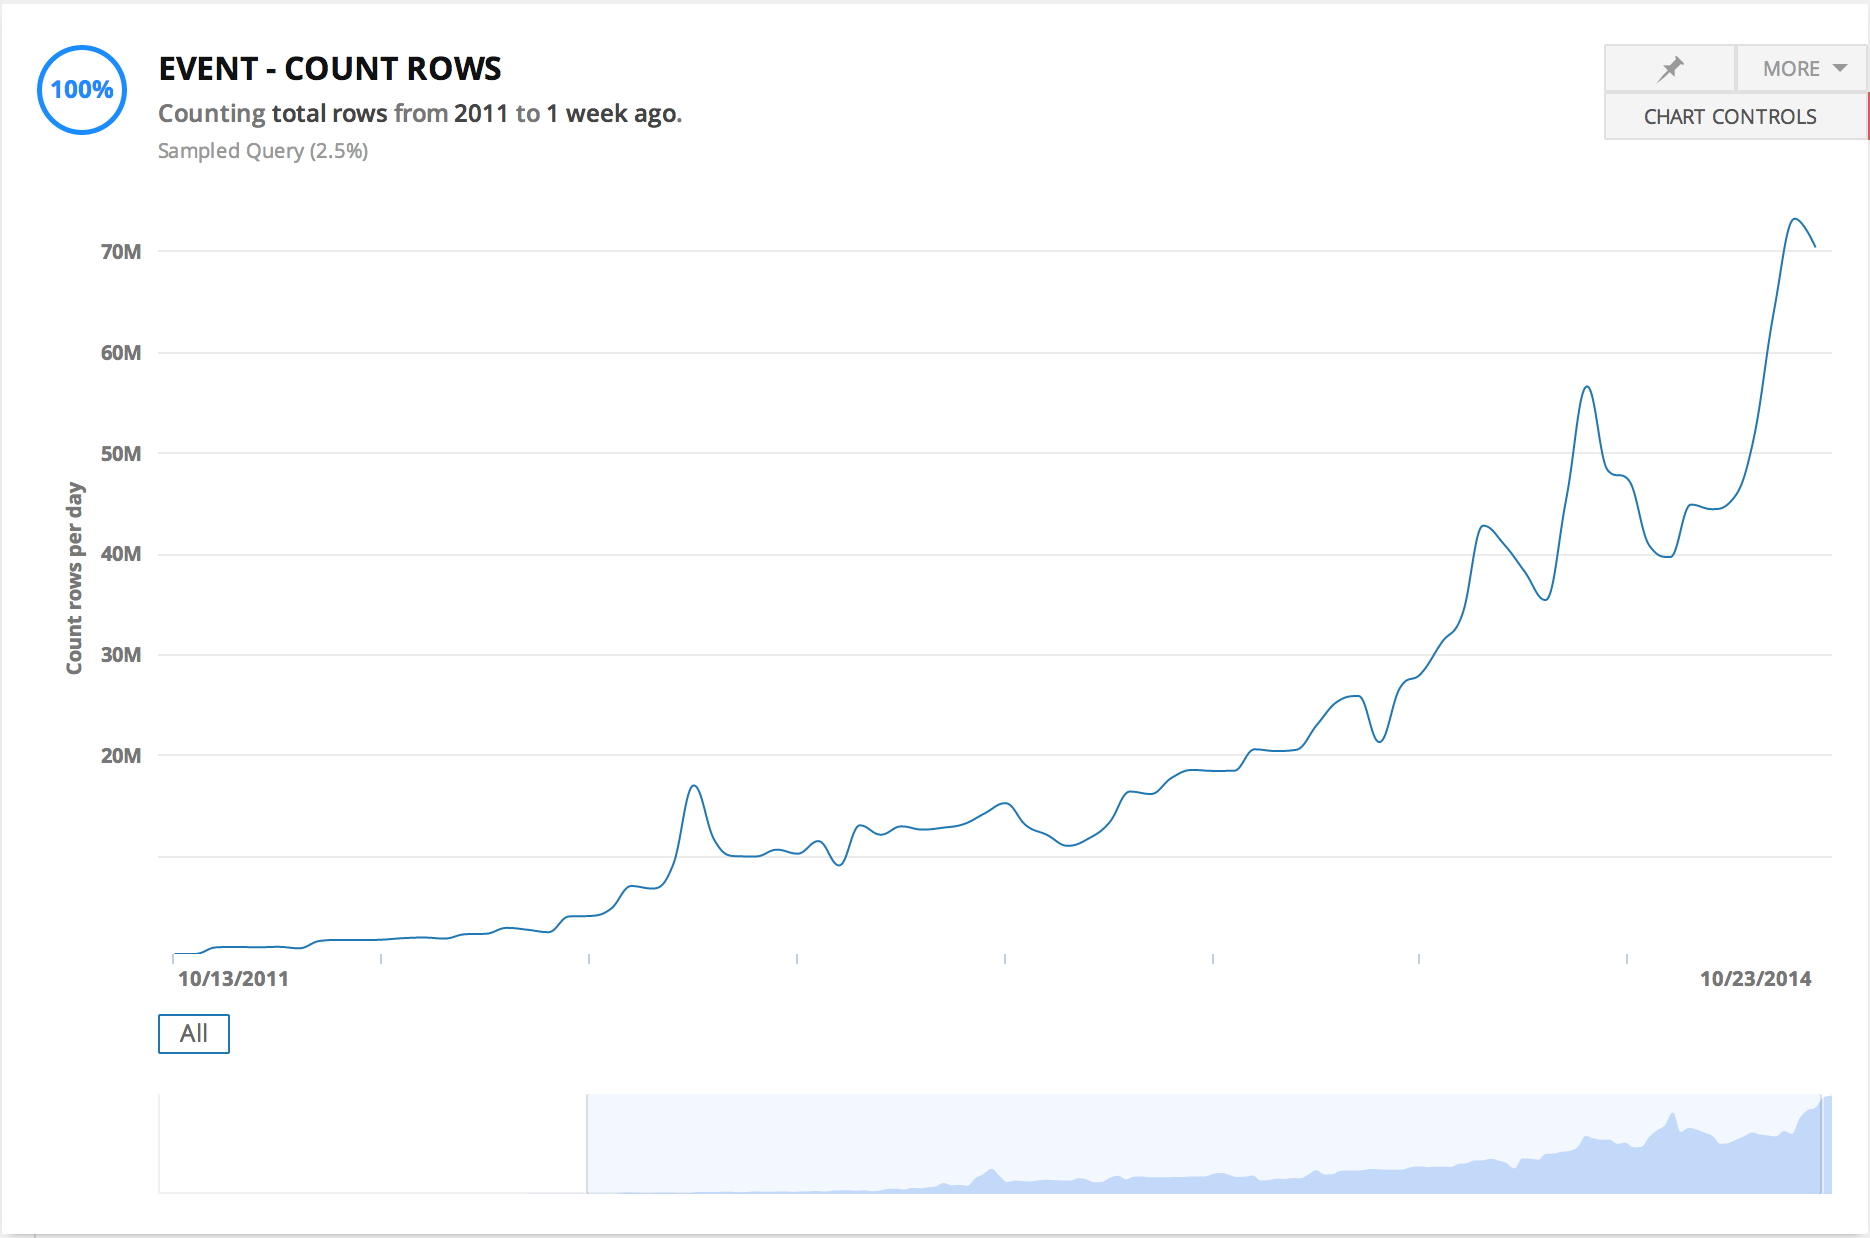 100%
EVENT - COUNT ROWS
Counting total rows from 2011 to 1 week ago.
Sampled Query (2.5%)
MORE
CHART CONTROLS
Count rows per day
70M
60M
50M
40M
30M
20M
10/13/2011
10/23/2014
All